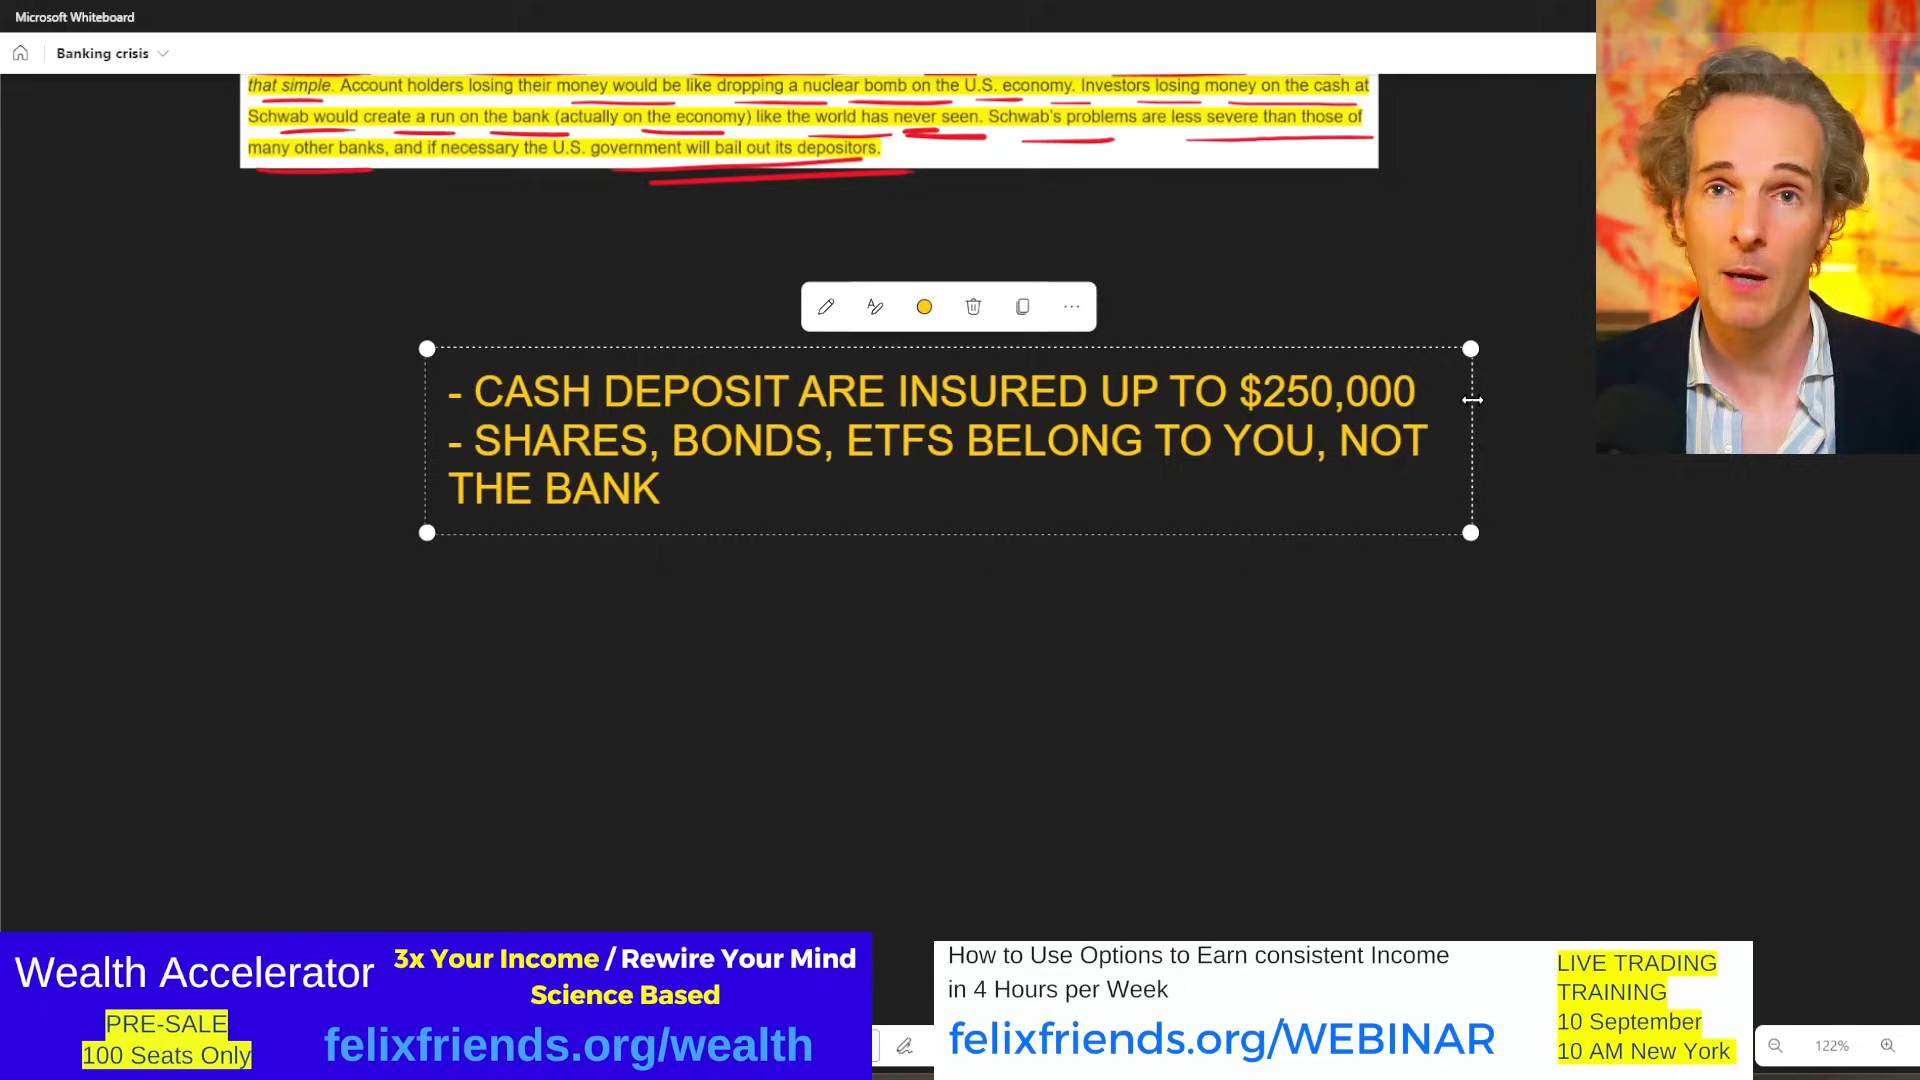 Microsoft Whiteboard
Banking crisis
that simple. Account holders losing their money would be like dropping a nuclear bomb on the U.S. economy. Investors losing money on the cash at
Schwab would create a run on the bank (actually on the economy) like the world has never seen. Schwab's problems are less severe than those of
many other banks, and if necessary the U.S. government will bail out its depositors.
- CASH DEPOSIT ARE INSURED UP TO $250,000
- SHARES, BONDS, ETFS BELONG TO YOU, NOT
THE BANK
Wealth Accelerator
PRE-SALE
100 Seats Only
3x Your Income / Rewire Your Mind
Science Based
felixfriends.org/wealth
How to Use Options to Earn consistent Income
in 4 Hours per Week
felixfriends.org/WEBINAR
LIVE TRADING
TRAINING
10 September
10 AM New York
122%